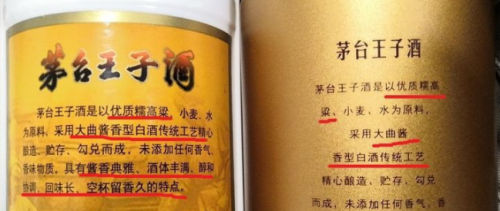 茅台王子酒
茅台王子酒是以优质糯高粱、小麦、水
为原料，采用大曲酱香型白酒传统工艺精心
酿造、贮存、勾兑而成，未添加任何香气、
香味物质。具有酱香典雅、酒体丰满、醇和
协调、回味长、空杯留香久的特点。
茅台王子酒
茅台王子酒是以优质糯高
粱、小麦、水为原料，
采用大曲酱
香型白酒传统工艺
精心酿造、贮存、勾兑
而成，未添加任何香气、香